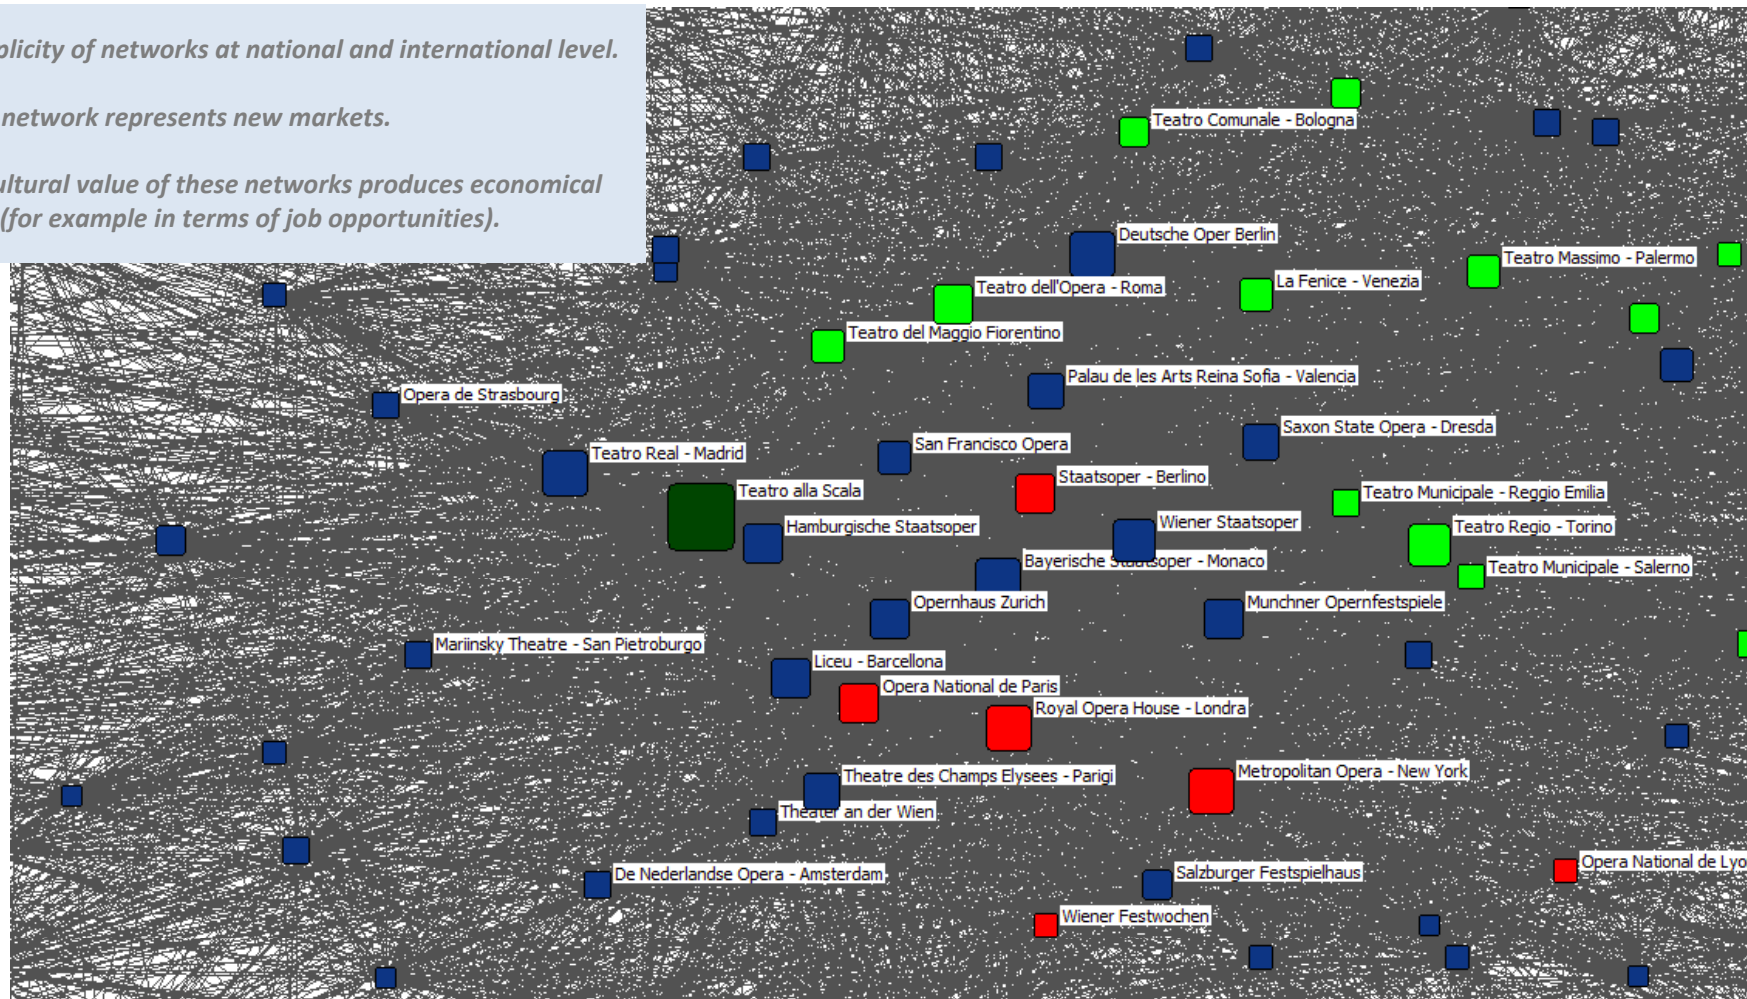 plicity of networks at national and international level.
network represents new markets.
ultural value of these networks produces economical
(for example in terms of job opportunities).
Teatro Comunale - Bologna
Deutsche Oper Berlin
Teatro Massimo - Palermo
La Fenice - Venezia
Teatro dell'Opera - Roma
Teatro del Maggio Fiorentino
Palau de les Arts Reina Sofia - Valencia
Opera de Strasbourg
Saxon State Opera - Dresda
San Francisco Opera
Teatro Real - Madrid
Staatsoper - Berlino
Teatro alla Scala
Teatro Municipale - Reggio Emilia
Wiener Staatsoper
Hamburgische Staatsoper
Teatro Regio - Torino
Bayerische Staatsoper - Monaco
Teatro Municipale - Salerno
Opernhaus Zurich
Munchner Opernfestspiele
Mariinsky Theatre - San Pietroburgo
Liceu - Barcellona
Opera National de Paris
Royal Opera House - Londra
Metropolitan Opera - New York
Theatre des Champs Elysees - Parigi
Theater an der Wien
Opera National de Lyo
De Nederlandse Opera - Amsterdam
Salzburger Festspielhaus
Wiener Festwochen